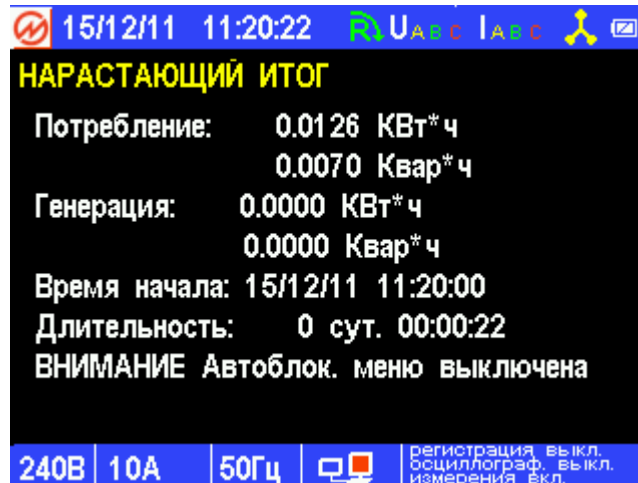 15/12/11 11:20:22 R UABC IABC
НАРАСТАЮЩИЙ ИТОГ
Потребление: 0.0126 КВт*ч
0.0070 Квар*ч
Генерация: 0.0000 КВт*ч
0.0000 Квар*ч
Время начала: 15/12/11 11:20:00
Длительность: 0 сут. 00:00:22
ВНИМАНИЕ Автоблок. меню выключена
240В 10А 50Гц
регистрация выкл.
осциллограф. выкл.
измерения вкл.